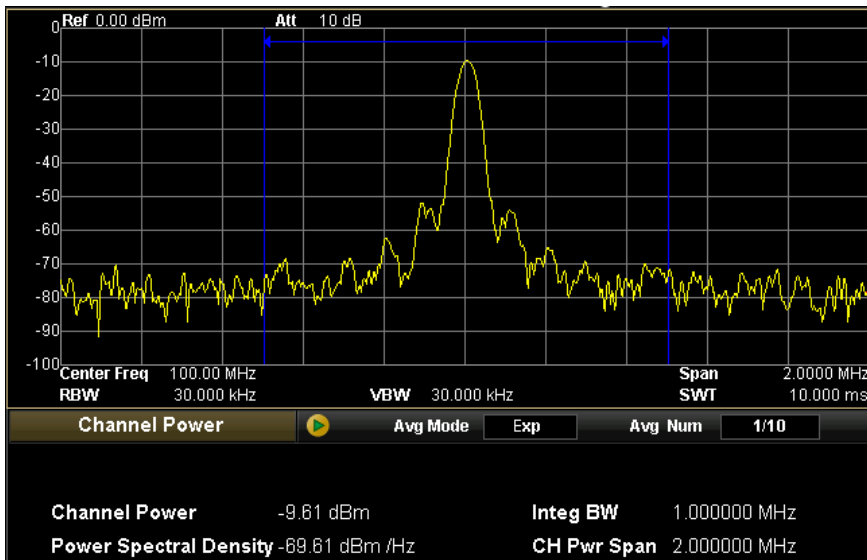 Ref 0.00 dBm Att 10 dB
0
-10
-20
-30
-40
-50
-60
-70
-80
-90
-100
Center Freq 100.00 MHz Span 2.0000 MHz
RBW 30.000 kHz VBW 30.000 kHz SWT 10.000 ms
Channel Power Avg Mode Exp Avg Num 1/10
Channel Power -9.61 dBm Integ BW 1.000000 MHz
Power Spectral Density -69.61 dBm /Hz CH Pwr Span 2.000000 MHz